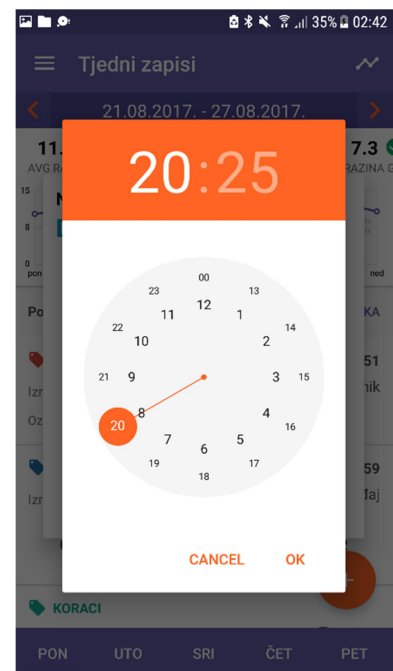 35% 02:42
Tjedni zapisi
21.08.2017. - 27.08.2017.
11. 7.3
AVG RAZINA G
15
8
0
pon ned
20:25
00
23 13
12
11 1
22 14
10 2
21 9 3 15
8 4
20 16
7 5
19 6 17
18
Po KA
51
Izr nik
Oz
59
Izr đaj
CANCEL OK
KORACI
PON UTO SRI ČET PET